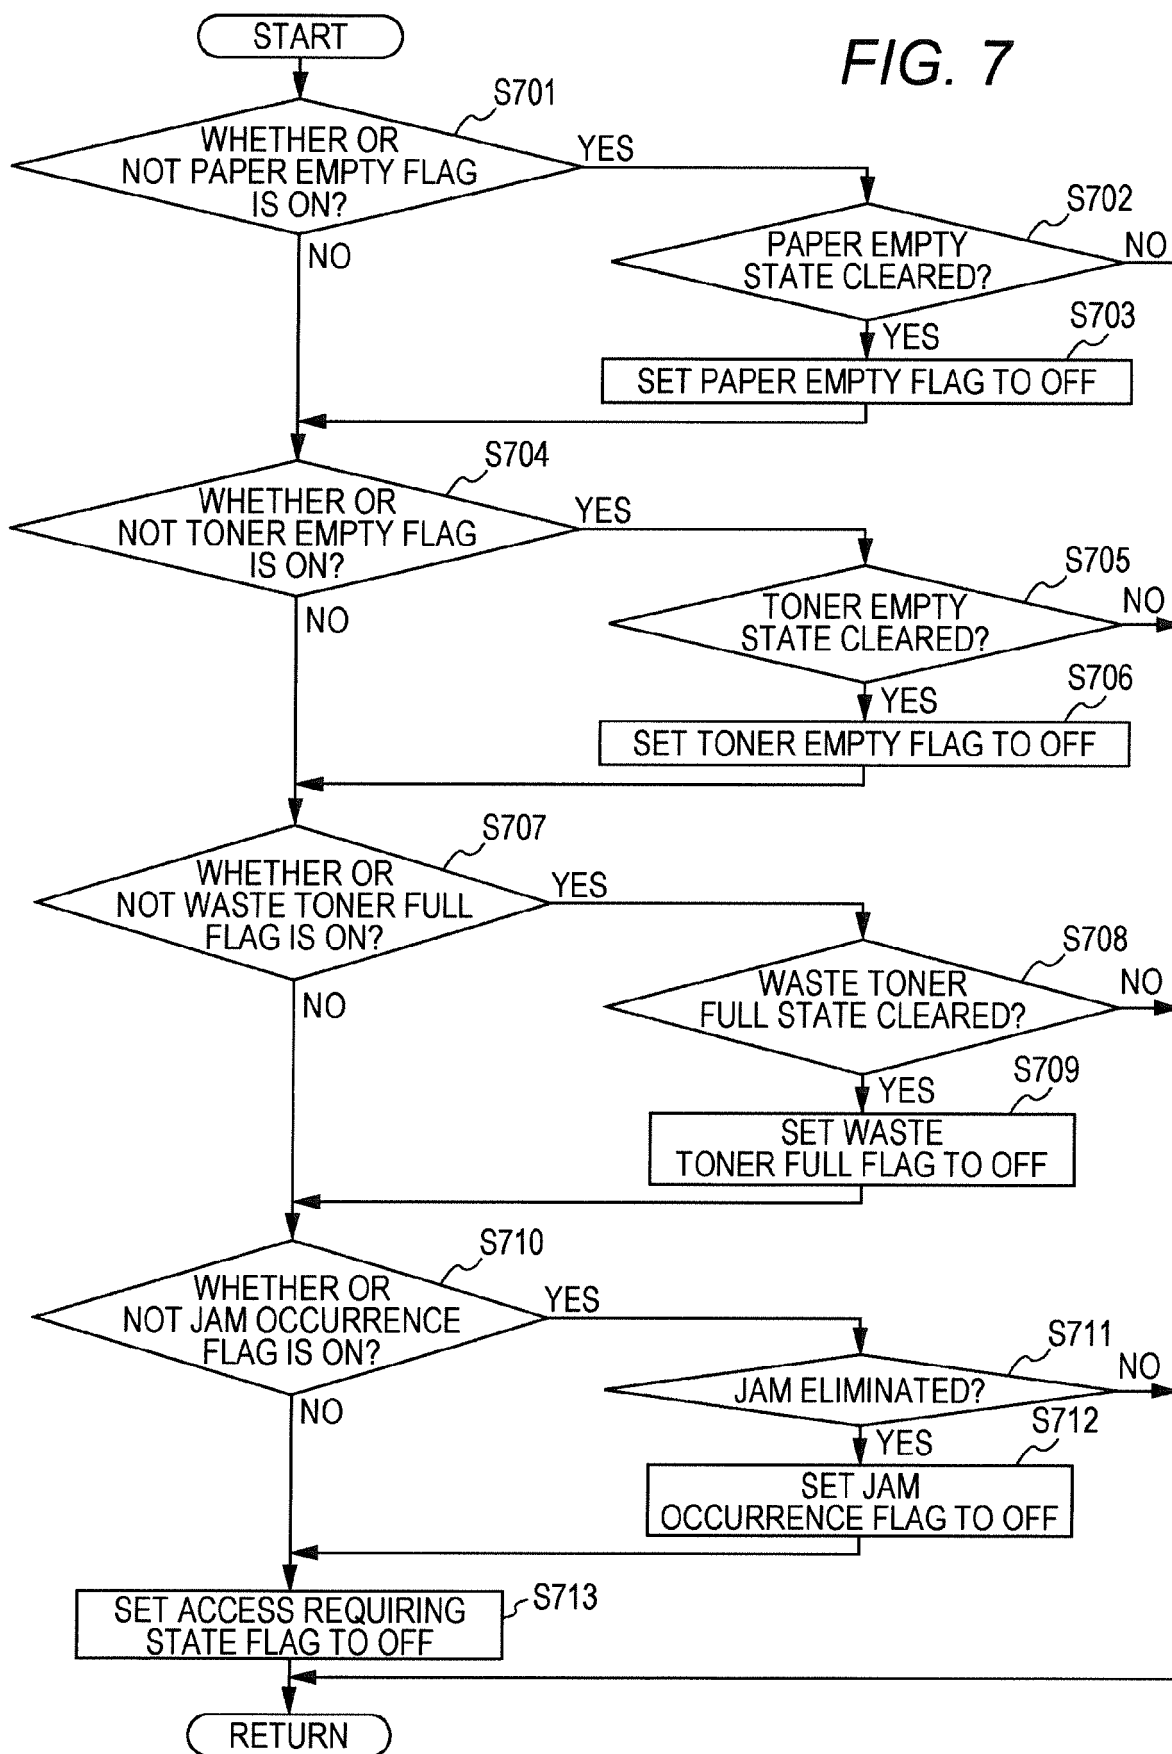 START
FIG. 7
S701
WHETHER OR
NOT PAPER EMPTY FLAG
IS ON?
YES
NO
S702
PAPER EMPTY
STATE CLEARED?
NO
YES
S703
SET PAPER EMPTY FLAG TO OFF
S704
WHETHER OR
NOT TONER EMPTY FLAG
IS ON?
YES
NO
S705
TONER EMPTY
STATE CLEARED?
NO
YES
S706
SET TONER EMPTY FLAG TO OFF
S707
WHETHER OR
NOT WASTE TONER FULL
FLAG IS ON?
YES
NO
S708
WASTE TONER
FULL STATE CLEARED?
NO
YES
S709
SET WASTE
TONER FULL FLAG TO OFF
S710
WHETHER OR
NOT JAM OCCURRENCE
FLAG IS ON?
YES
NO
S711
JAM ELIMINATED?
NO
YES
S712
SET JAM
OCCURRENCE FLAG TO OFF
S713
SET ACCESS REQUIRING
STATE FLAG TO OFF
RETURN